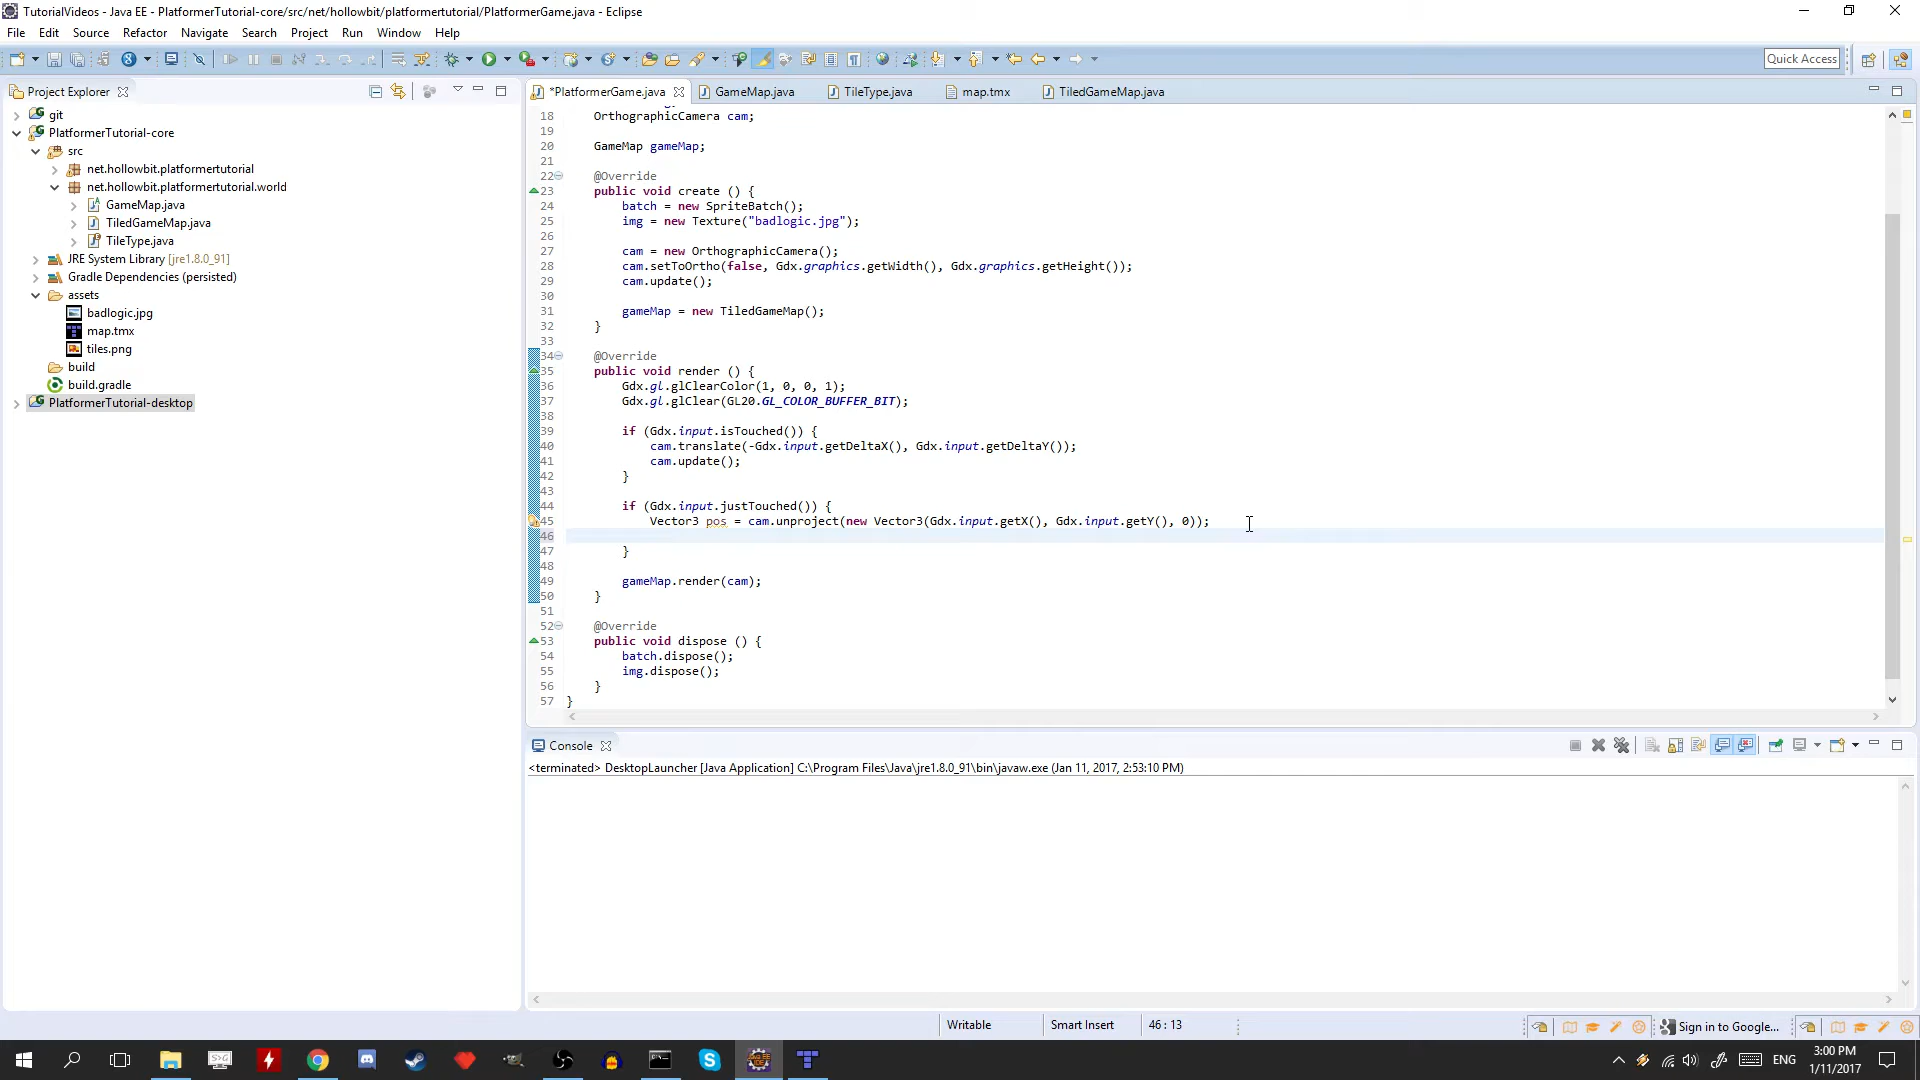 TutorialVideos - Java EE - PlatformerTutorial-core/src/net/hollowbit/platformertutorial/PlatformerGame.java - Eclipse
File Edit Source Refactor Navigate Search Project Run Window Help
Quick Access
Project Explorer
git
PlatformerTutorial-core
src
net.hollowbit.platformertutorial
net.hollowbit.platformertutorial.world
GameMap.java
TiledGameMap.java
TileType.java
JRE System Library [jre1.8.0_91]
Gradle Dependencies (persisted)
assets
badlogic.jpg
map.tmx
tiles.png
build
build.gradle
PlatformerTutorial-desktop
*PlatformerGame.java GameMap.java TileType.java map.tmx TiledGameMap.java
18 OrthographicCamera cam;
19
20 GameMap gameMap;
21
22 @Override
23 public void create () {
24 batch = new SpriteBatch();
25 img = new Texture("badlogic.jpg");
26
27 cam = new OrthographicCamera();
28 cam.setToOrtho(false, Gdx.graphics.getWidth(), Gdx.graphics.getHeight());
29 cam.update();
30
31 gameMap = new TiledGameMap();
32 }
33
34 @Override
35 public void render () {
36 Gdx.gl.glClearColor(1, 0, 0, 1);
37 Gdx.gl.glClear(GL20.GL_COLOR_BUFFER_BIT);
38
39 if (Gdx.input.isTouched()) {
40 cam.translate(-Gdx.input.getDeltaX(), Gdx.input.getDeltaY());
41 cam.update();
42 }
43
44 if (Gdx.input.justTouched()) {
45 Vector3 pos = cam.unproject(new Vector3(Gdx.input.getX(), Gdx.input.getY(), 0));
46
47 }
48
49 gameMap.render(cam);
50 }
51
52 @Override
53 public void dispose () {
54 batch.dispose();
55 img.dispose();
56 }
57 }
Console
<terminated> DesktopLauncher [Java Application] C:\Program Files\Java\jre1.8.0_91\bin\javaw.exe (Jan 11, 2017, 2:53:10 PM)
Writable Smart Insert 46 : 13
Sign in to Google...
ENG
3:00 PM
1/11/2017